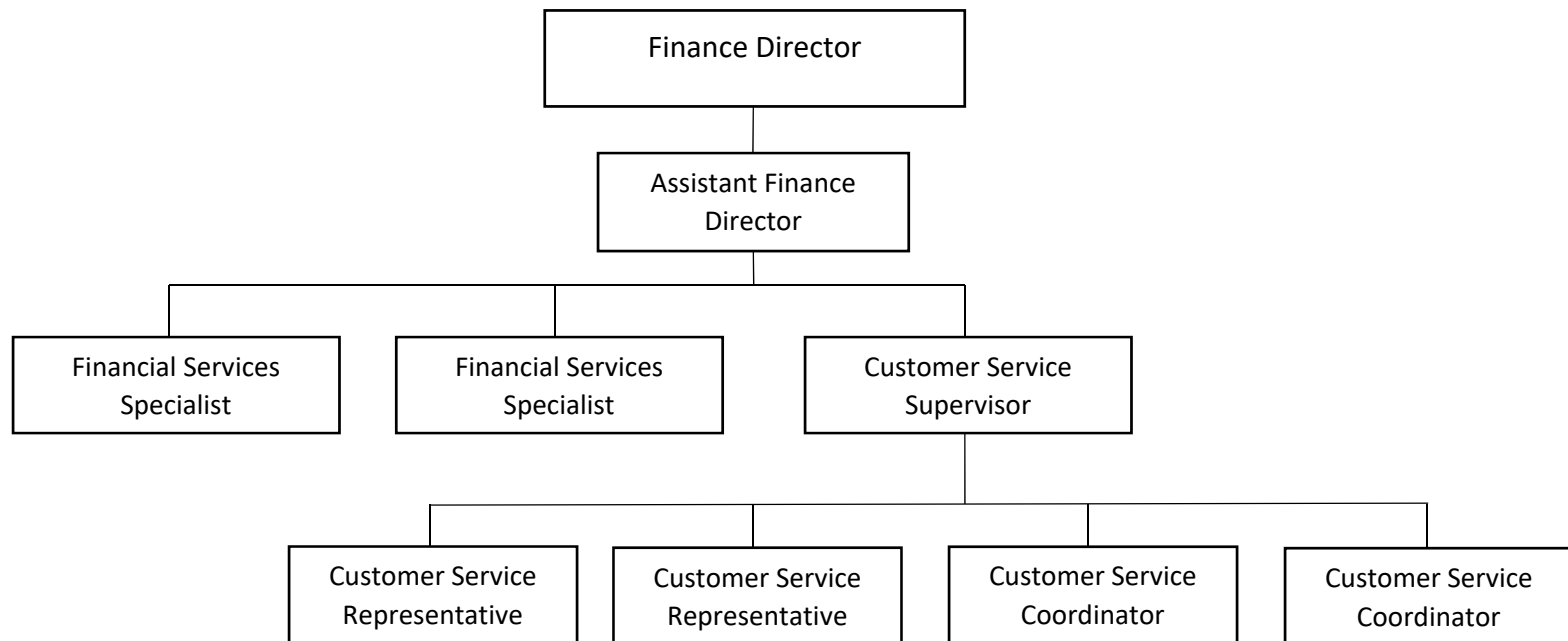 Finance Director
Assistant Finance
Director
Financial Services
Specialist
Financial Services
Specialist
Customer Service
Supervisor
Customer Service
Representative
Customer Service
Representative
Customer Service
Coordinator
Customer Service
Coordinator